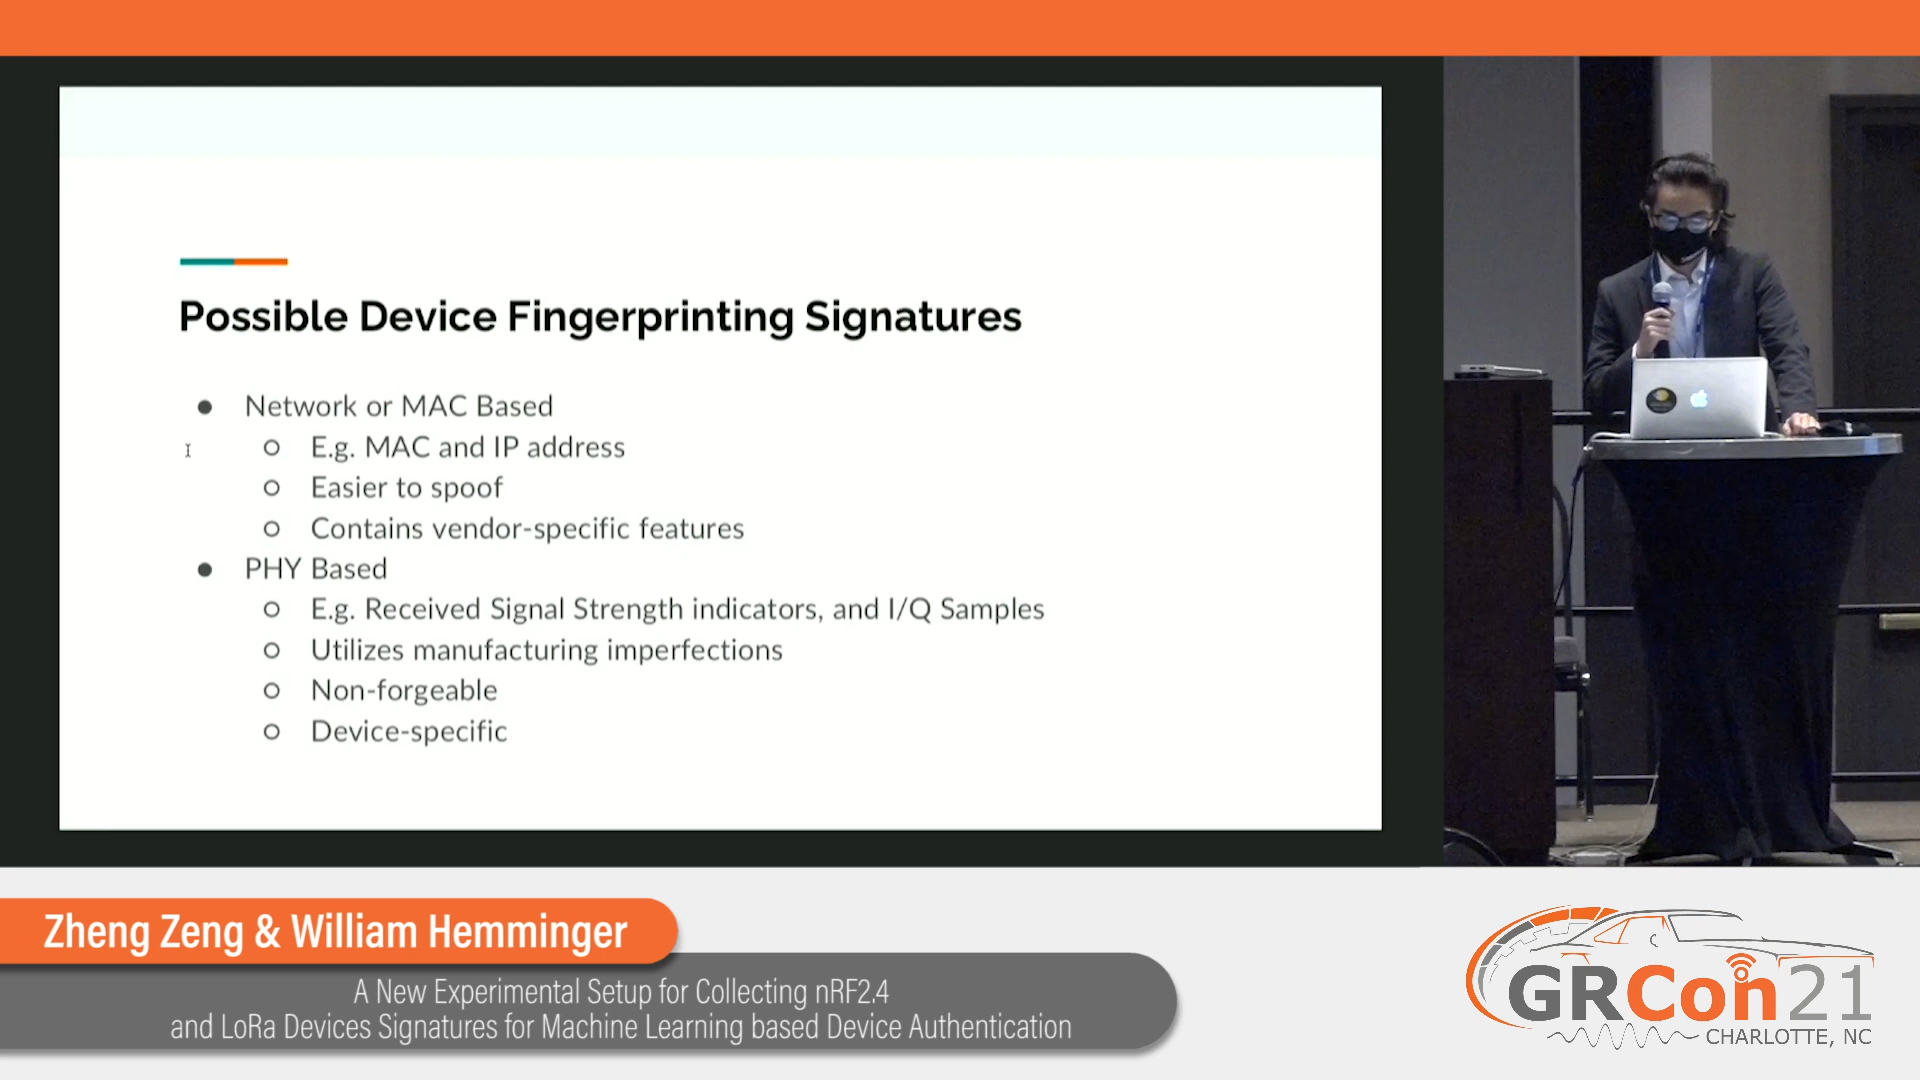 Possible Device Fingerprinting Signatures
● Network or MAC Based
○ E.g. MAC and IP address
○ Easier to spoof
○ Contains vendor-specific features
● PHY Based
○ E.g. Received Signal Strength indicators, and I/Q Samples
○ Utilizes manufacturing imperfections
○ Non-forgeable
○ Device-specific
Zheng Zeng & William Hemminger
A New Experimental Setup for Collecting nRF2.4
and LoRa Devices Signatures for Machine Learning based Device Authentication
GRCon21
CHARLOTTE, NC